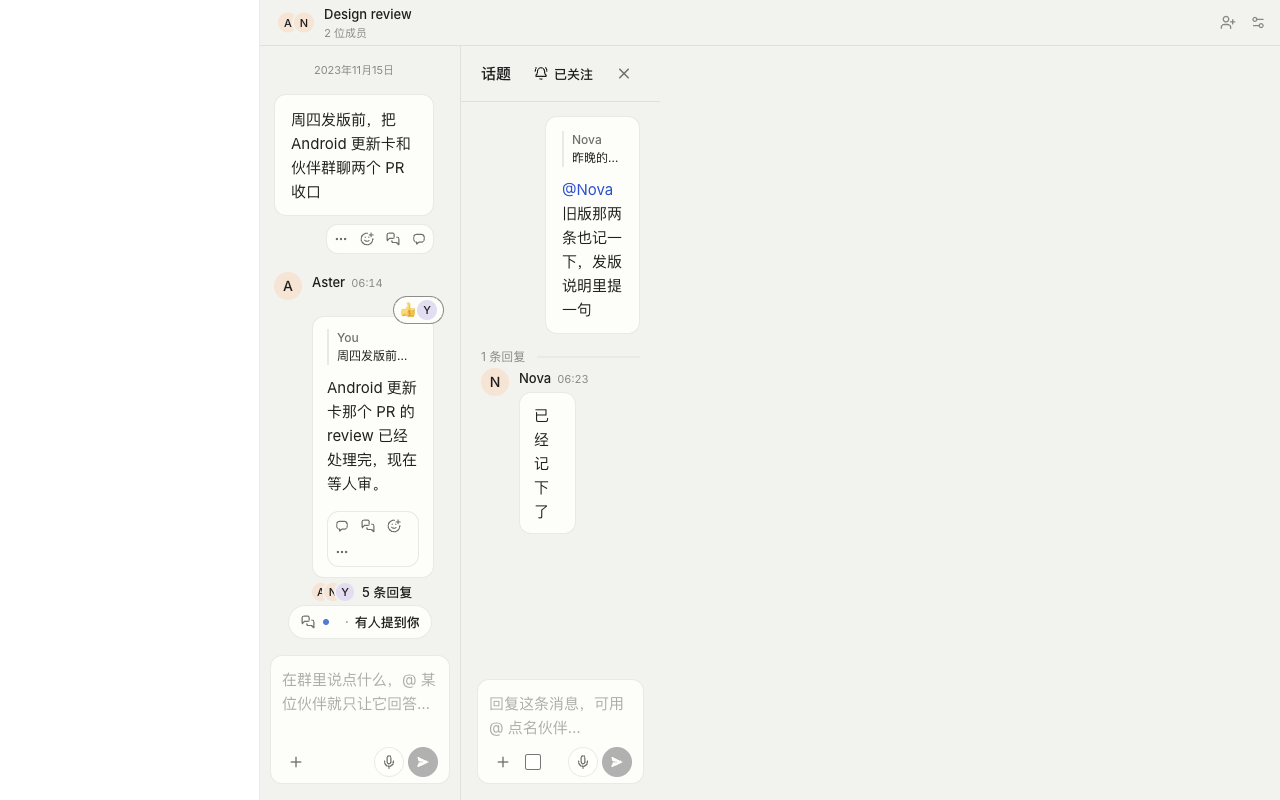 A N
Design review
2 位成员
2023年11月15日
周四发版前，把
Android 更新卡和
伙伴群聊两个 PR
收口
A
Aster 06:14
👍 Y
You
周四发版前...
Android 更新
卡那个 PR 的
review 已经
处理完，现在
等人审。
A N Y 5 条回复
· 有人提到你
在群里说点什么，@ 某
位伙伴就只让它回答...
话题
已关注
Nova
昨晚的...
@Nova
旧版那两
条也记一
下，发版
说明里提
一句
1 条回复
N
Nova 06:23
已
经
记
下
了
回复这条消息，可用
@ 点名伙伴...